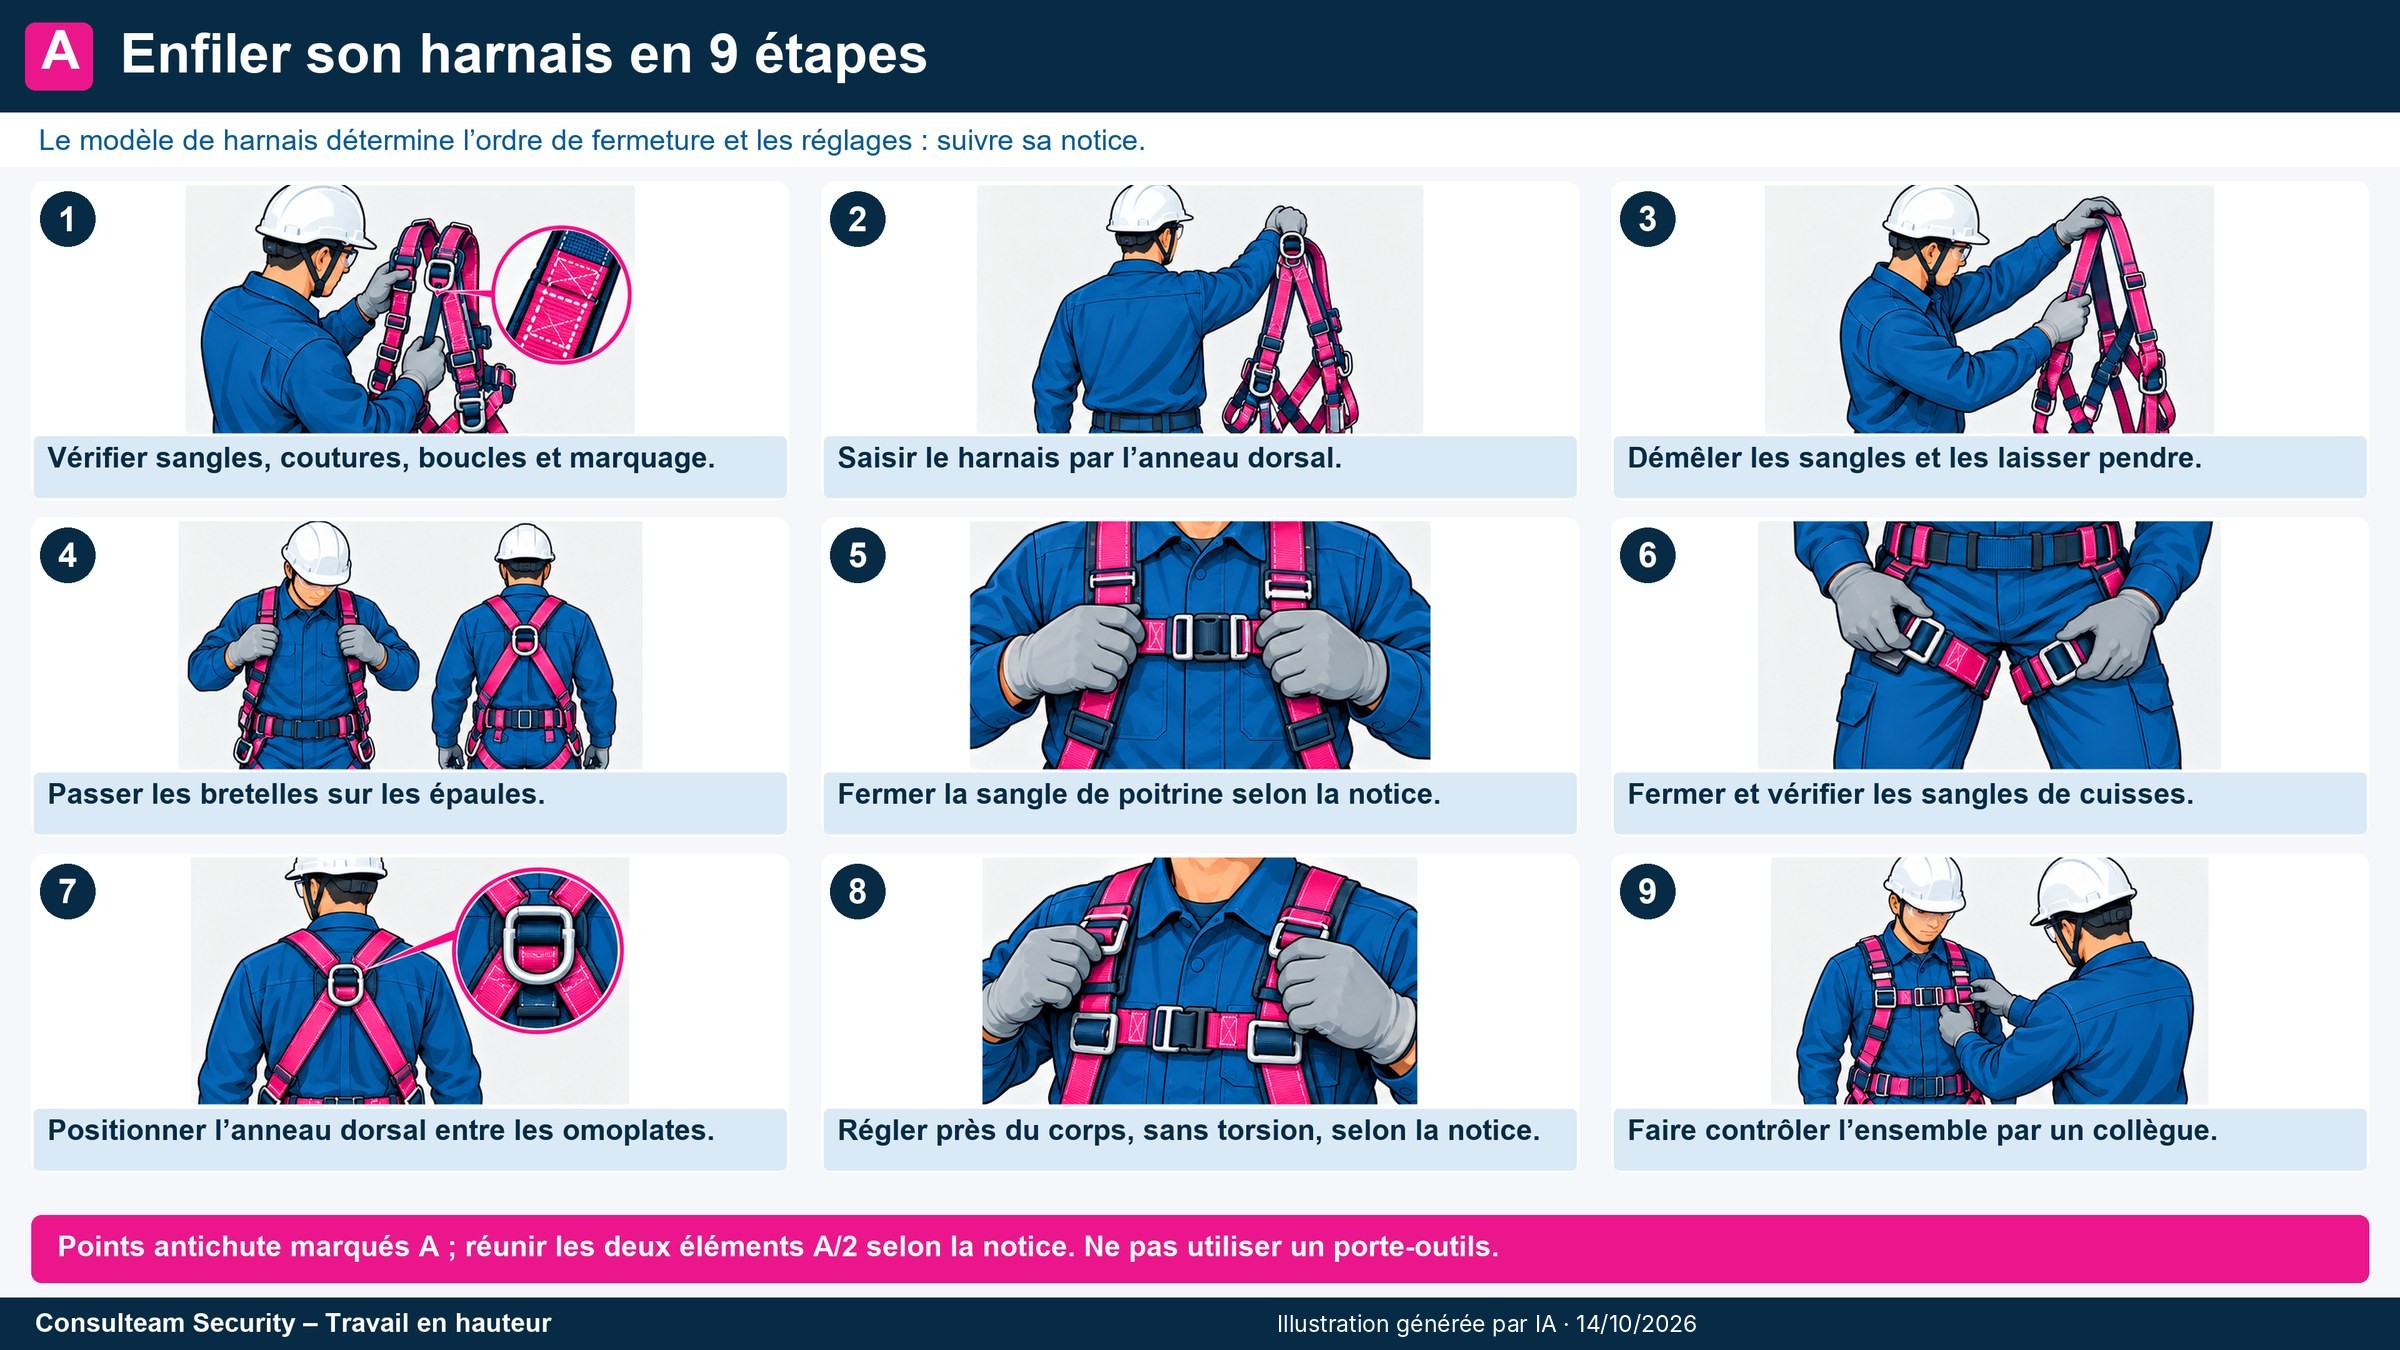 A
Enfiler son harnais en 9 étapes
Le modèle de harnais détermine l’ordre de fermeture et les réglages : suivre sa notice.
1
Vérifier sangles, coutures, boucles et marquage.
2
Saisir le harnais par l’anneau dorsal.
3
Démêler les sangles et les laisser pendre.
4
Passer les bretelles sur les épaules.
5
Fermer la sangle de poitrine selon la notice.
6
Fermer et vérifier les sangles de cuisses.
7
Positionner l’anneau dorsal entre les omoplates.
8
Régler près du corps, sans torsion, selon la notice.
9
Faire contrôler l’ensemble par un collègue.
Points antichute marqués A ; réunir les deux éléments A/2 selon la notice. Ne pas utiliser un porte-outils.
Consulteam Security – Travail en hauteur
Illustration générée par IA · 14/10/2026